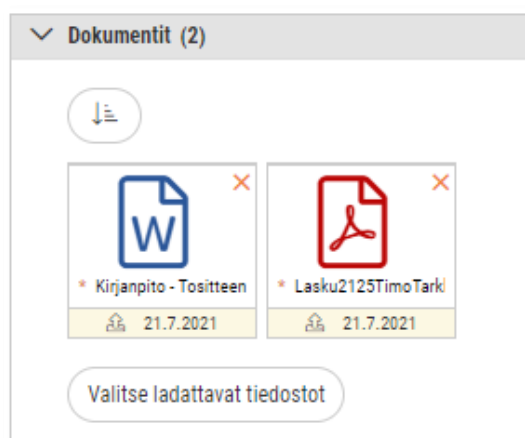 Dokumentit (2)
* Kirjanpito - Tositteen
* Lasku2125TimoTark
21.7.2021
21.7.2021
Valitse ladattavat tiedostot